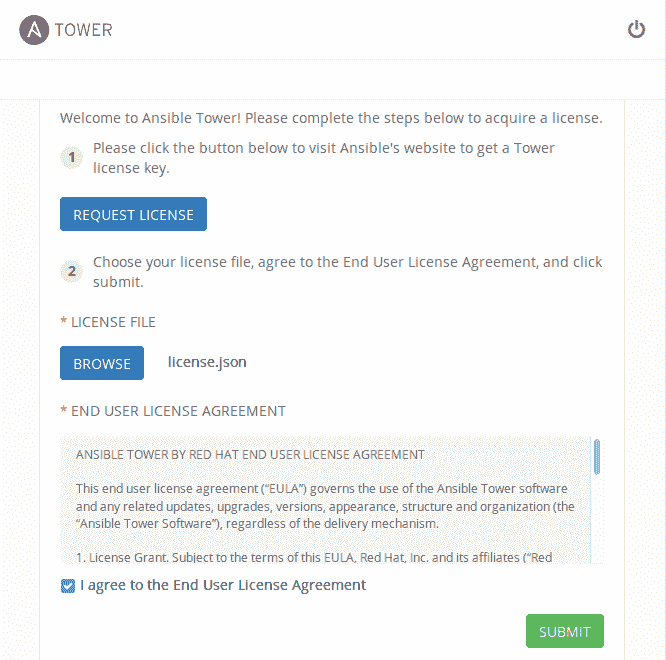 A TOWER
Welcome to Ansible Tower! Please complete the steps below to acquire a license.
1 Please click the button below to visit Ansible's website to get a Tower
license key.
REQUEST LICENSE
2 Choose your license file, agree to the End User License Agreement, and click
submit.
* LICENSE FILE
BROWSE license.json
* END USER LICENSE AGREEMENT
ANSIBLE TOWER BY RED HAT END USER LICENSE AGREEMENT
This end user license agreement (“EULA”) governs the use of the Ansible Tower software
and any related updates, upgrades, versions, appearance, structure and organization (the
“Ansible Tower Software”), regardless of the delivery mechanism.
1. License Grant. Subject to the terms of this EULA, Red Hat, Inc. and its affiliates (“Red
I agree to the End User License Agreement
SUBMIT